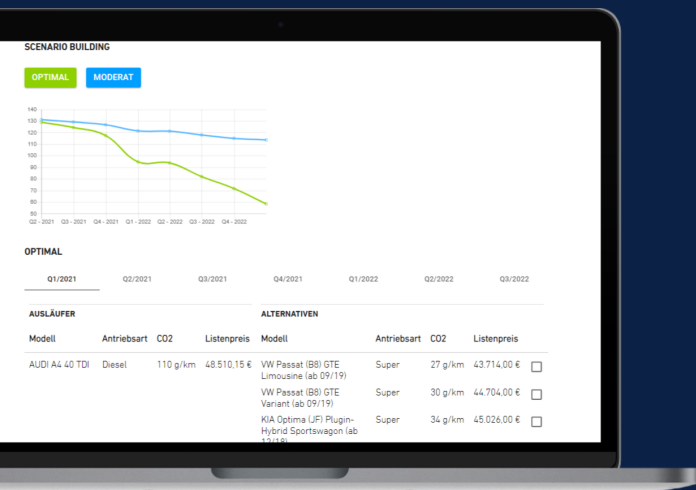 SCENARIO BUILDING
OPTIMAL MODERAT
140
130
120
110
100
90
80
70
60
50
Q2 - 2021 Q3 - 2021 Q4 - 2021 Q1 - 2022 Q2 - 2022 Q3 - 2022 Q4 - 2022
OPTIMAL
Q1/2021 Q2/2021 Q3/2021 Q4/2021 Q1/2022 Q2/2022 Q3/2022
AUSLÄUFER ALTERNATIVEN
Modell Antriebsart CO2 Listenpreis Modell Antriebsart CO2 Listenpreis
AUDI A4 40 TDI Diesel 110 g/km 48.510,15 € VW Passat (B8) GTE Super 27 g/km 43.714,00 €
Limousine (ab 09/19)
VW Passat (B8) GTE Super 30 g/km 44.704,00 €
Variant (ab 09/19)
KIA Optima (JF) Plugin- Super 34 g/km 45.026,00 €
Hybrid Sportswagon (ab
12/18)